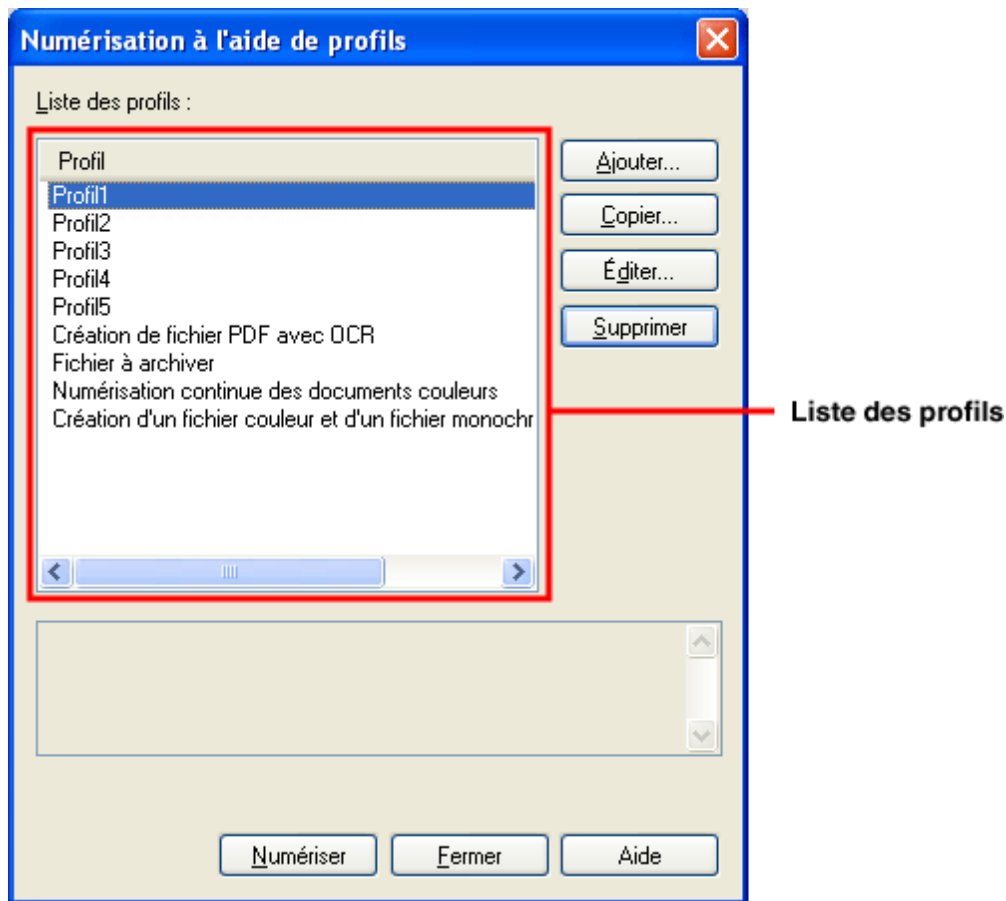 Numérisation à l'aide de profils
Liste des profils :
Profil
Profil1
Profil2
Profil3
Profil4
Profil5
Création de fichier PDF avec OCR
Fichier à archiver
Numérisation continue des documents couleurs
Création d'un fichier couleur et d'un fichier monochr
Ajouter...
Copier...
Éditer...
Supprimer
Liste des profils
Numériser
Fermer
Aide